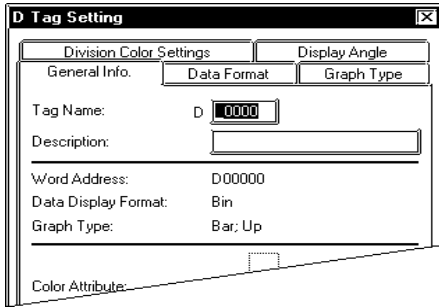 D Tag Setting
Division Color Settings Display Angle
General Info. Data Format Graph Type
Tag Name: D 0000
Description:
Word Address: D00000
Data Display Format: Bin
Graph Type: Bar; Up
Color Attribute: